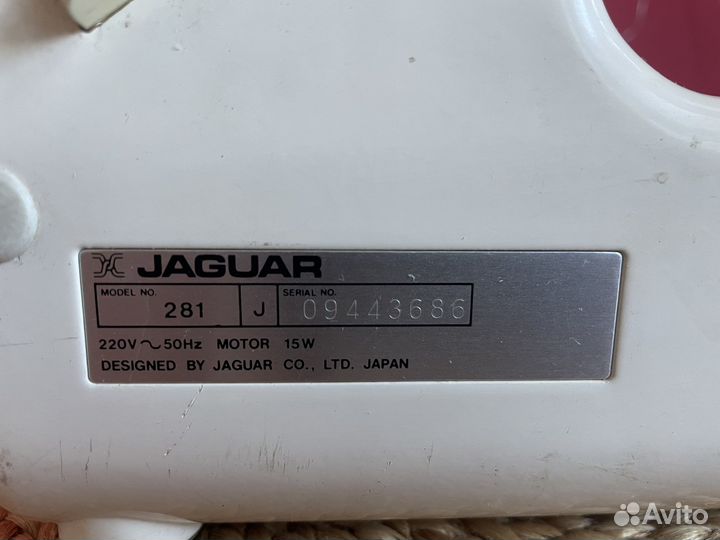 JAGUAR
MODEL NO. 281 J SERIAL NO. 09443686
220V ~ 50Hz MOTOR 15W
DESIGNED BY JAGUAR CO., LTD. JAPAN
Avito